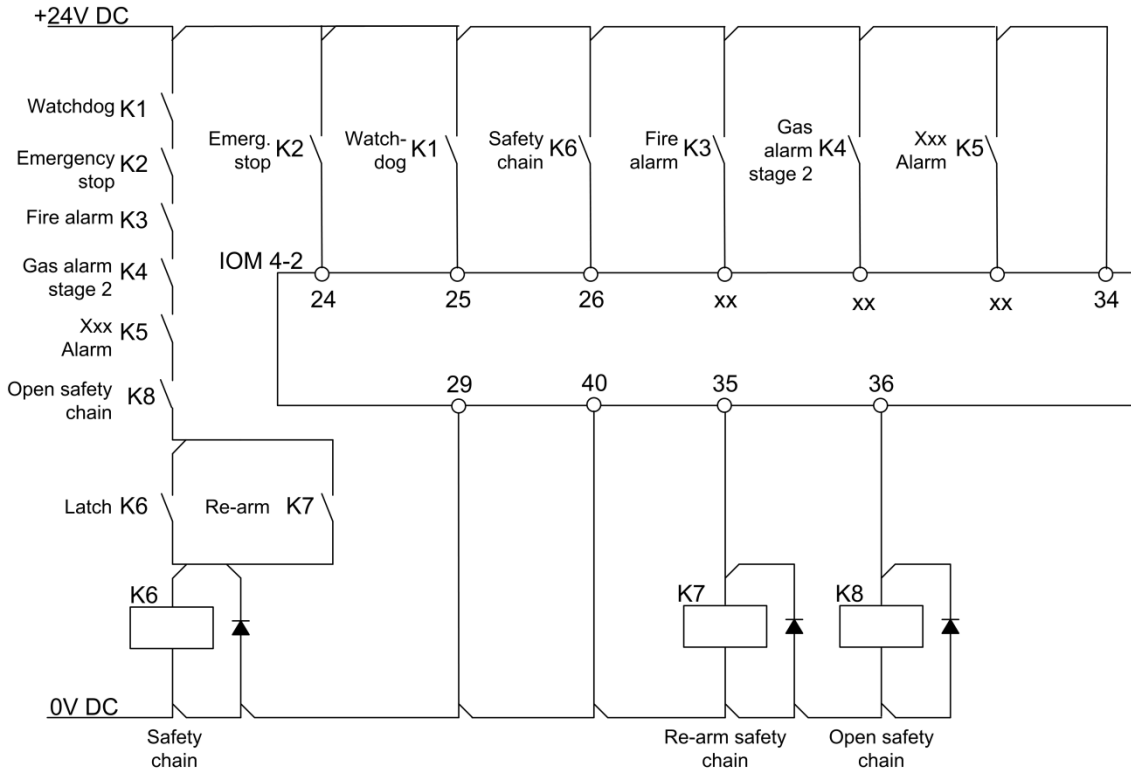 +24V DC
Watchdog K1
Emergency
stop
K2
Fire alarm K3
Gas alarm
stage 2
K4
Xxx
Alarm
K5
Open safety
chain
K8
Latch K6
Re-arm K7
K6
0V DC
Safety
chain
Emerg.
stop
K2
Watch-
dog
K1
Safety
chain
K6
Fire
alarm
K3
Gas
alarm
stage 2
K4
Xxx
Alarm
K5
IOM 4-2
24
25
26
xx
xx
xx
34
29
40
35
36
K7
K8
Re-arm safety
chain
Open safety
chain